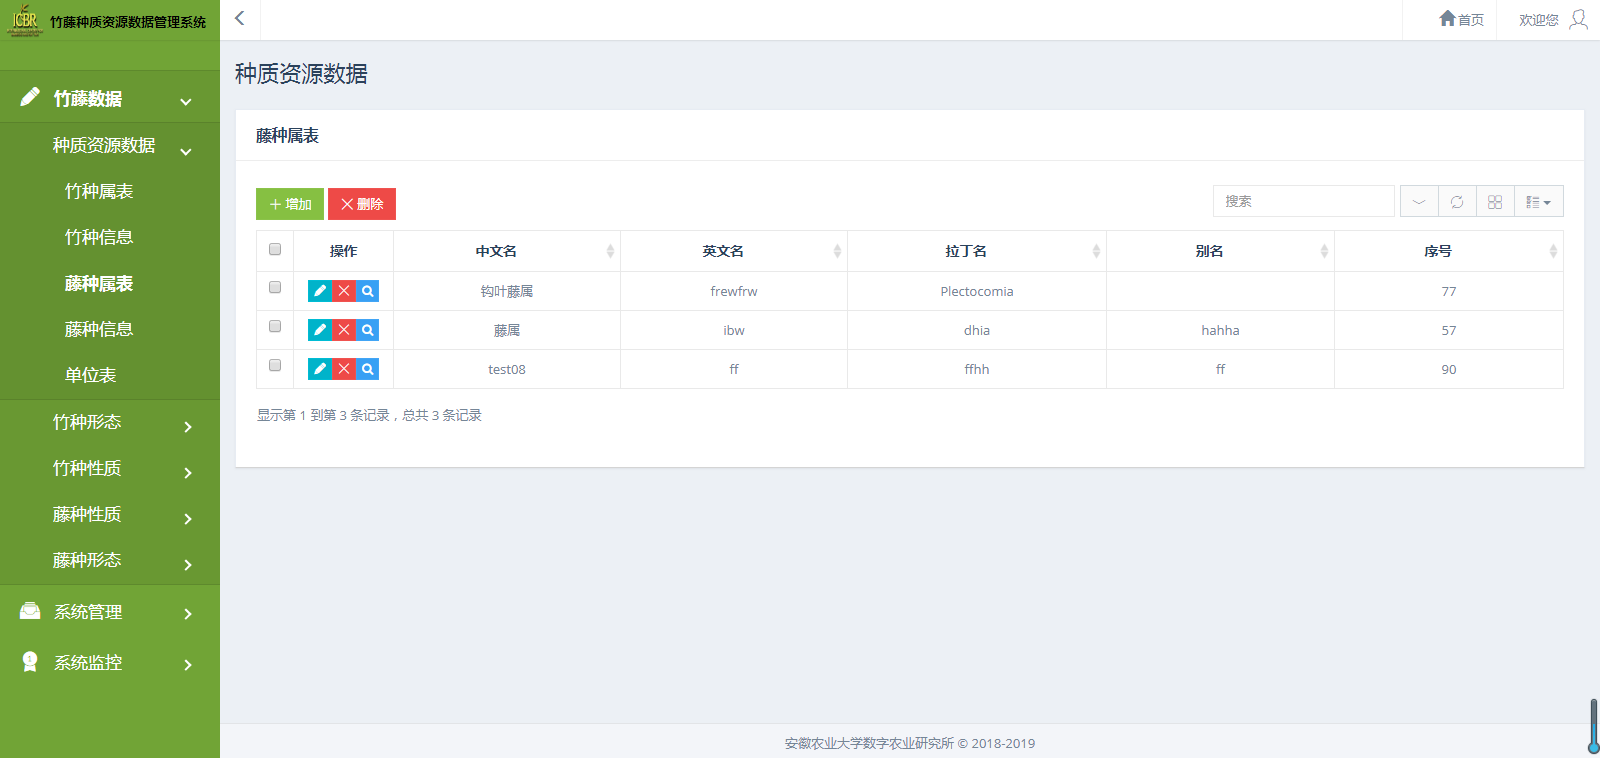 ICBR
竹藤种质资源数据管理系统
首页
欢迎您
竹藤数据
种质资源数据
竹种属表
竹种信息
藤种属表
藤种信息
单位表
竹种形态
竹种性质
藤种性质
藤种形态
系统管理
系统监控
种质资源数据
藤种属表
增加 删除
搜索
操作 中文名 英文名 拉丁名 别名 序号
钩叶藤属 frewfrw Plectocomia 77
藤属 ibw dhia hahha 57
test08 ff ffhh ff 90
显示第 1 到第 3 条记录，总共 3 条记录
安徽农业大学数字农业研究所 © 2018-2019